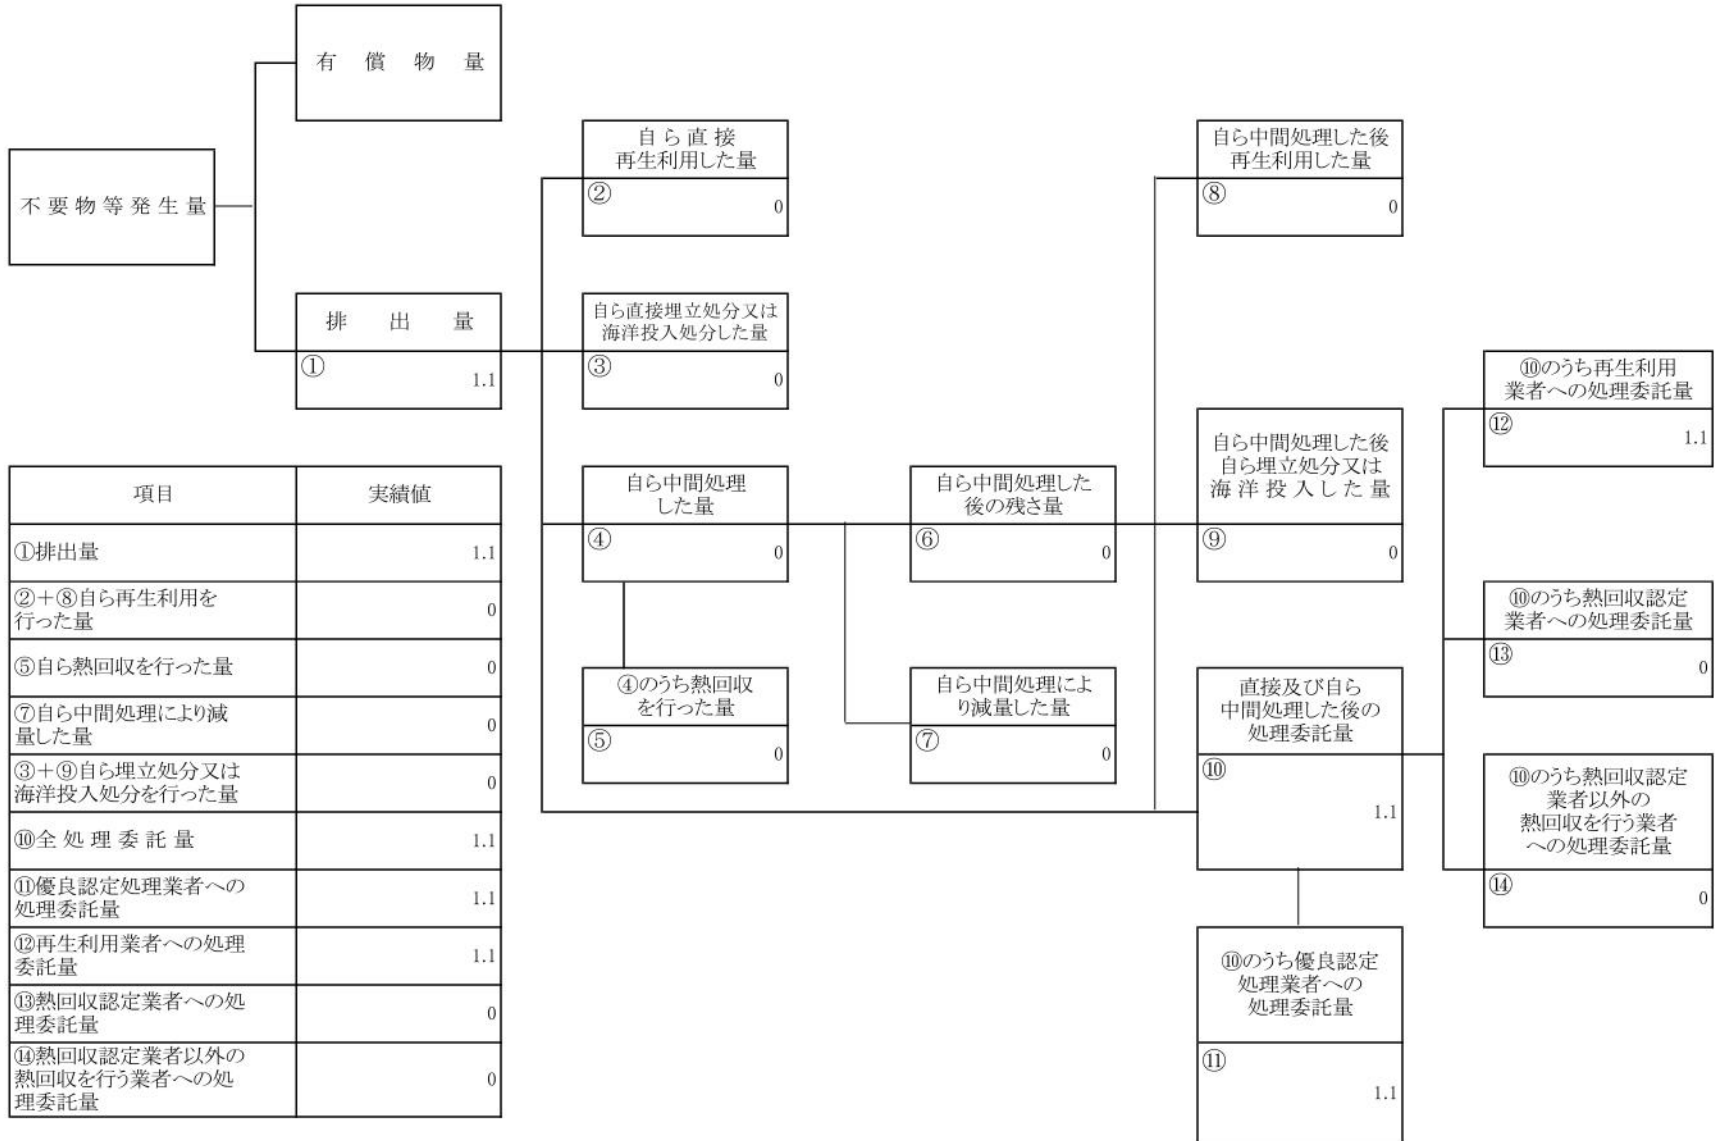 有償物量
不要物等発生量
排出量
①
1.1
自ら直接
再生利用した量
②
0
自ら直接埋立処分又は
海洋投入処分した量
③
0
自ら中間処理
した量
④
0
④のうち熱回収
を行った量
⑤
0
自ら中間処理した
後の残さ量
⑥
0
自ら中間処理によ
り減量した量
⑦
0
自ら中間処理した後
再生利用した量
⑧
0
自ら中間処理した後
自ら埋立処分又は
海洋投入した量
⑨
0
直接及び自ら
中間処理した後の
処理委託量
⑩
1.1
⑩のうち優良認定
処理業者への
処理委託量
⑪
1.1
⑩のうち再生利用
業者への処理委託量
⑫
1.1
⑩のうち熱回収認定
業者への処理委託量
⑬
0
⑩のうち熱回収認定
業者以外の
熱回収を行う業者
への処理委託量
⑭
0
項目 実績値
①排出量 1.1
②＋⑧自ら再生利用を
行った量 0
⑤自ら熱回収を行った量 0
⑦自ら中間処理により減
量した量 0
③＋⑨自ら埋立処分又は
海洋投入処分を行った量 0
⑩全処理委託量 1.1
⑪優良認定処理業者への
処理委託量 1.1
⑫再生利用業者への処理
委託量 1.1
⑬熱回収認定業者への処
理委託量 0
⑭熱回収認定業者以外の
熱回収を行う業者への処
理委託量 0